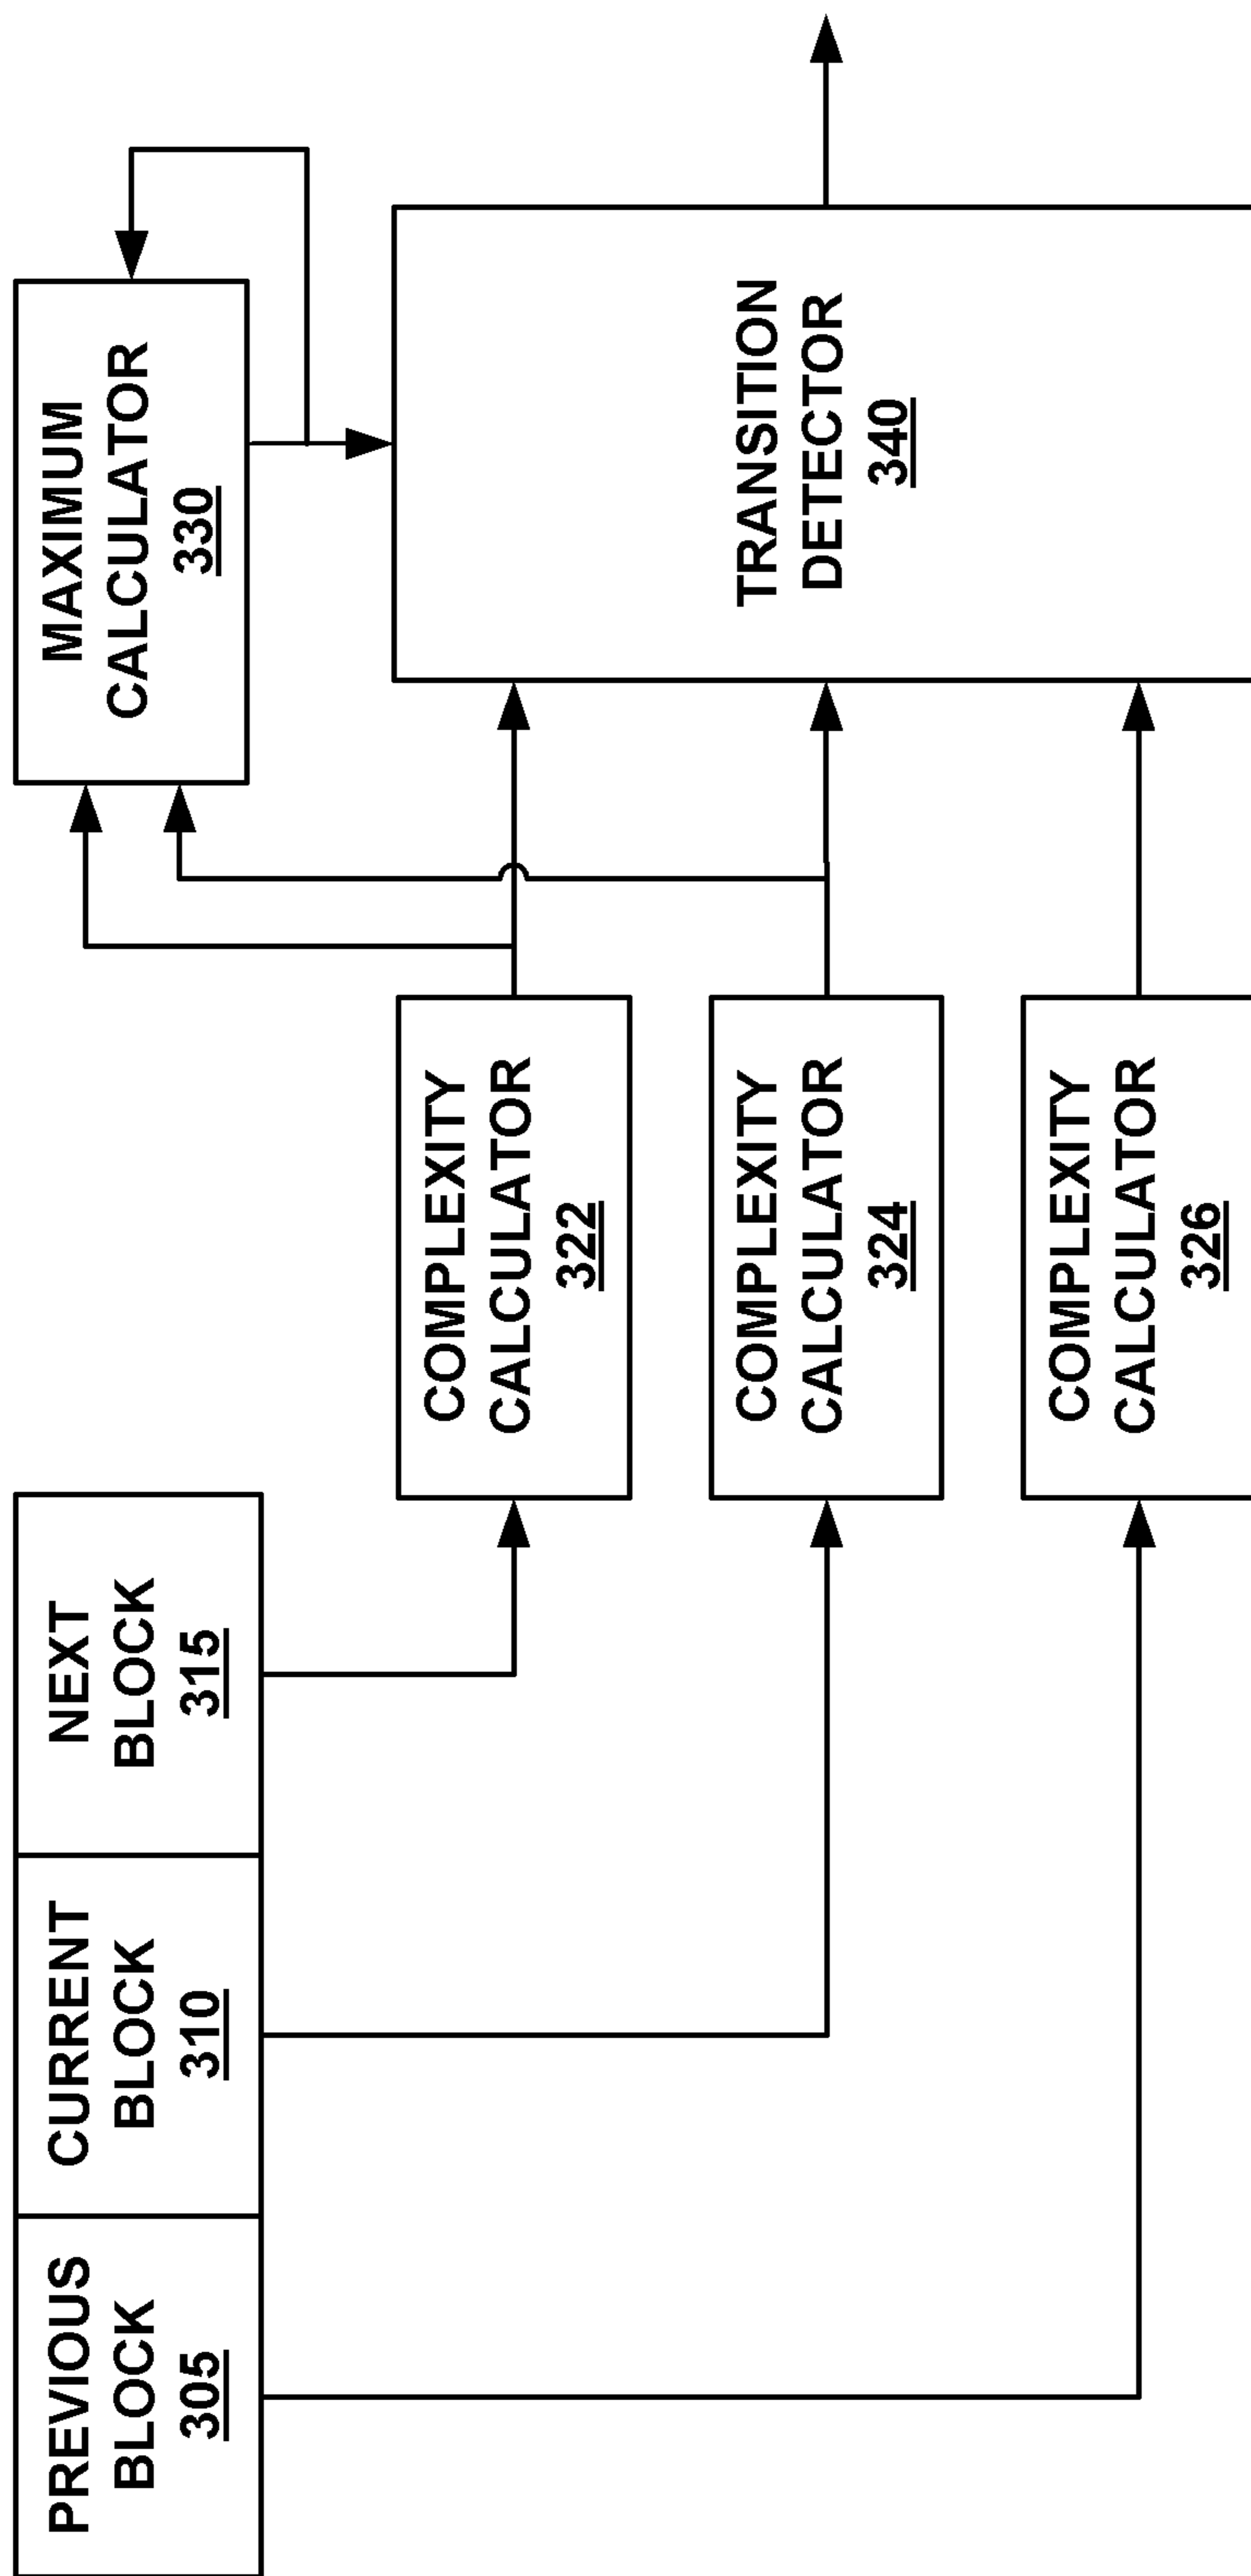 PREVIOUS
BLOCK
305
CURRENT
BLOCK
310
NEXT
BLOCK
315
COMPLEXITY
CALCULATOR
322
COMPLEXITY
CALCULATOR
324
COMPLEXITY
CALCULATOR
326
MAXIMUM
CALCULATOR
330
TRANSITION
DETECTOR
340